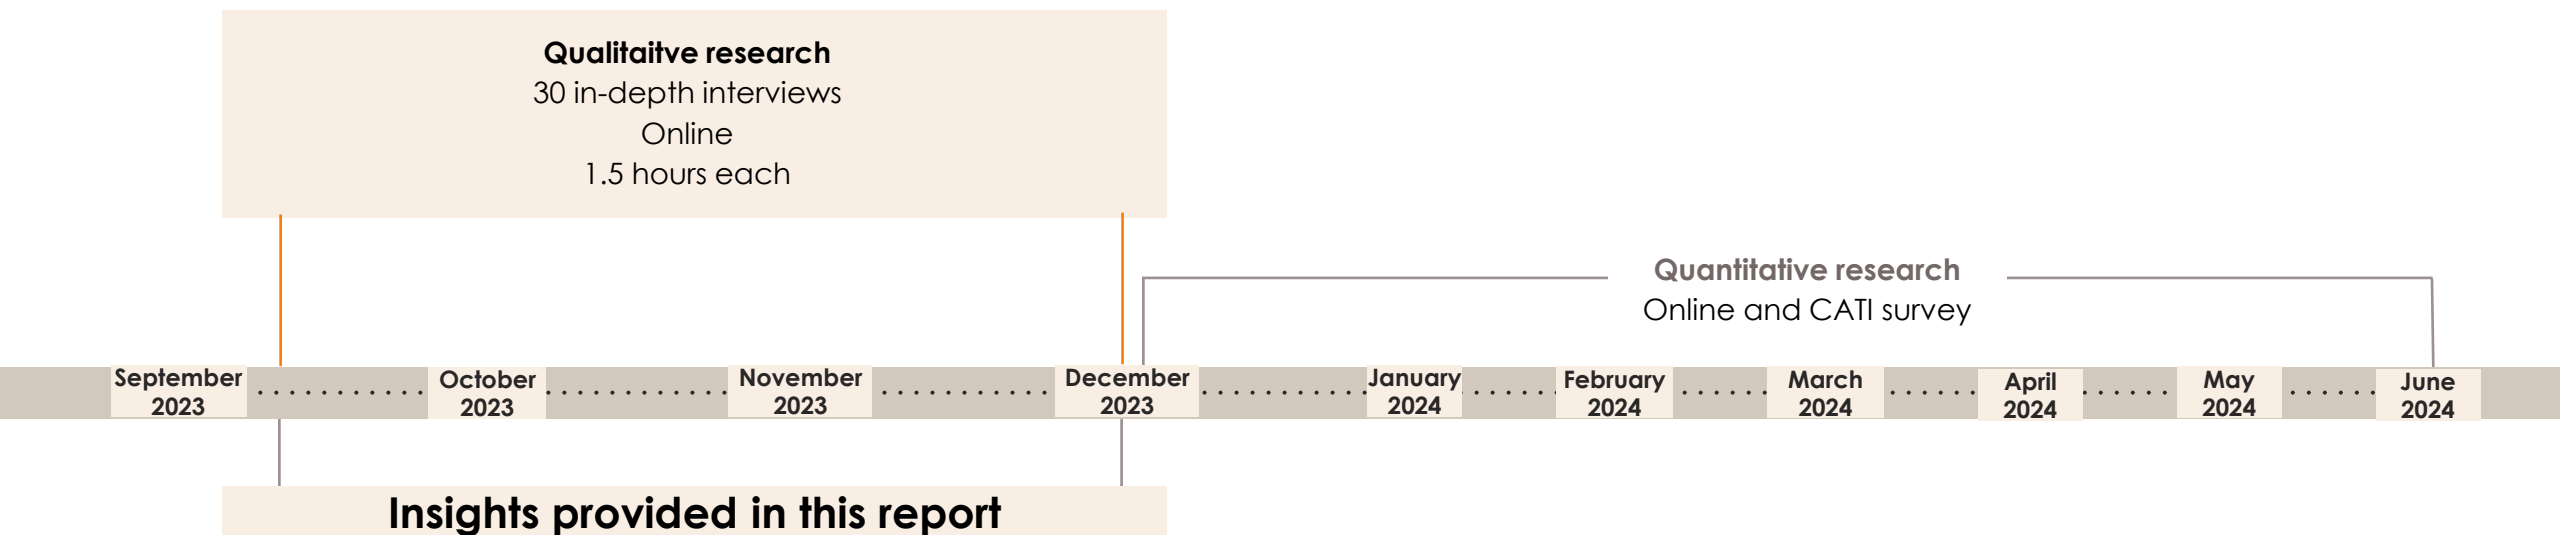 Qualitaitve research
30 in-depth interviews
Online
1.5 hours each
Quantitative research
Online and CATI survey
September
2023
October
2023
November
2023
December
2023
January
2024
February
2024
March
2024
April
2024
May
2024
June
2024
Insights provided in this report